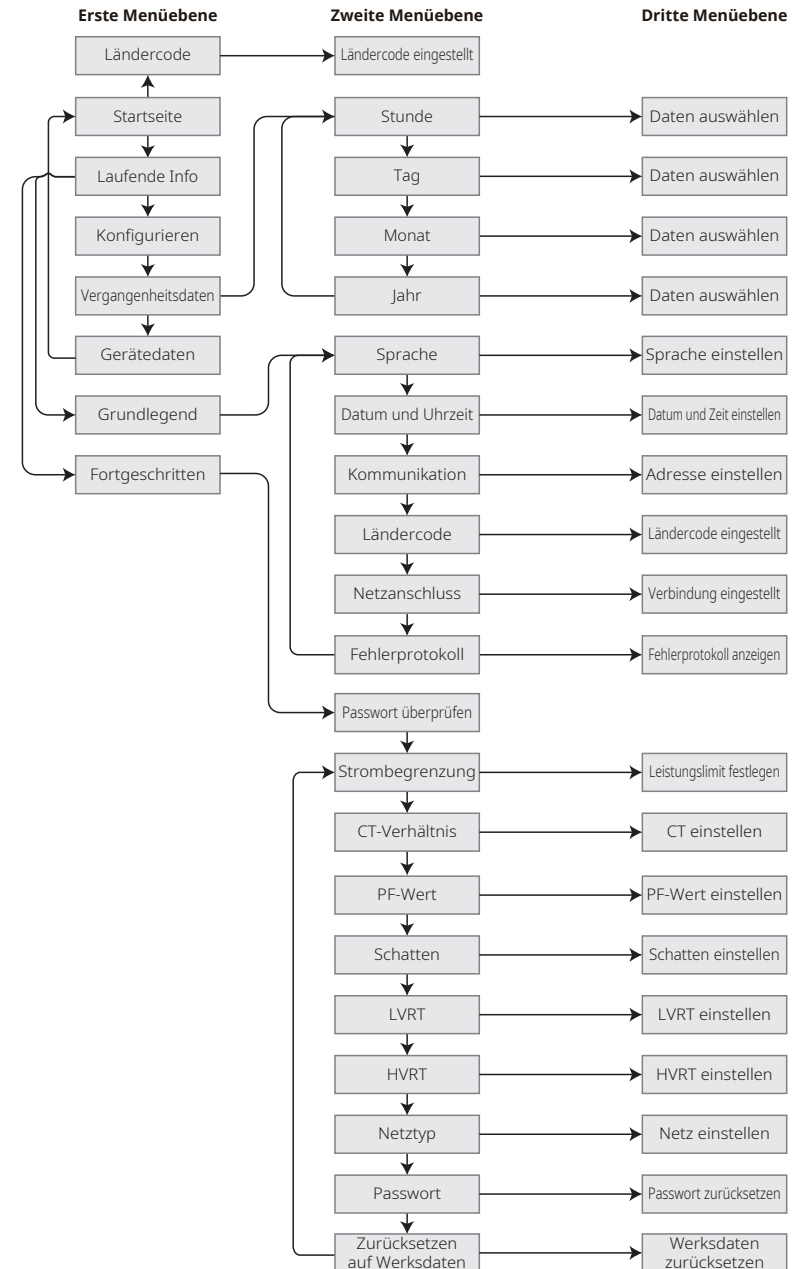 Erste Menüebene Zweite Menüebene Dritte Menüebene
Ländercode Ländercode eingestellt
Startseite Stunde Daten auswählen
Laufende Info Tag Daten auswählen
Konfigurieren Monat Daten auswählen
Vergangenheitsdaten Jahr Daten auswählen
Gerätedaten Sprache Sprache einstellen
Grundlegend Datum und Uhrzeit Datum und Zeit einstellen
Fortgeschritten Kommunikation Adresse einstellen
Ländercode Ländercode eingestellt
Netzanschluss Verbindung eingestellt
Fehlerprotokoll Fehlerprotokoll anzeigen
Passwort überprüfen
Strombegrenzung Leistungslimit festlegen
CT-Verhältnis CT einstellen
PF-Wert PF-Wert einstellen
Schatten Schatten einstellen
LVRT LVRT einstellen
HVRT HVRT einstellen
Netztyp Netz einstellen
Passwort Passwort zurücksetzen
Zurücksetzen Werksdaten
auf Werksdaten zurücksetzen